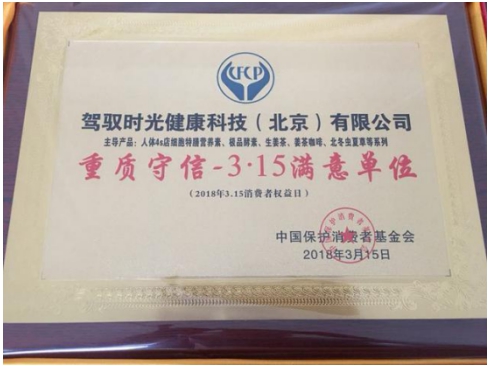 CFCP
驾驭时光健康科技（北京）有限公司
主导产品：人体4s店细胞特膳营养素、极品酵素、生姜茶、姜茶咖啡、北冬虫夏草等系列
重质守信-3·15满意单位
（2018年3.15消费者权益日）
中国保护消费者基金会
2018年3月15日